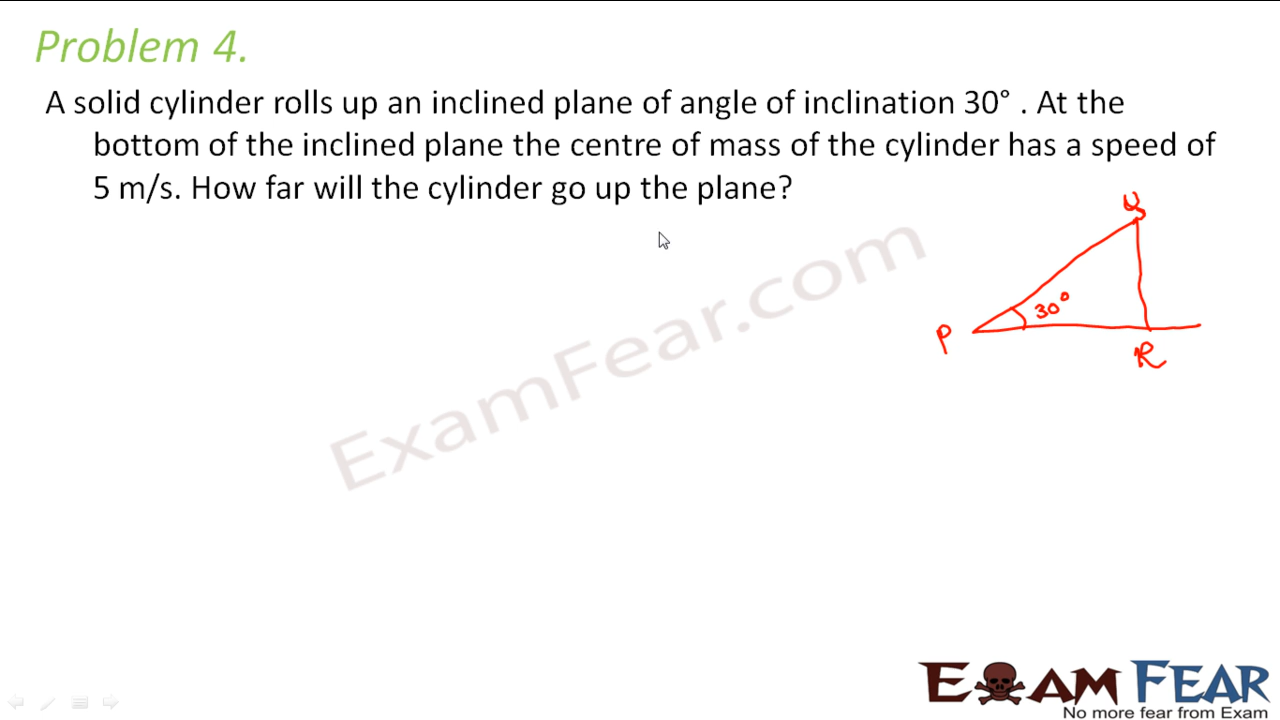 Problem 4.
A solid cylinder rolls up an inclined plane of angle of inclination 30° . At the
bottom of the inclined plane the centre of mass of the cylinder has a speed of
5 m/s. How far will the cylinder go up the plane?
30°
P
R
ExamFear.com
EXAM FEAR
No more fear from Exam